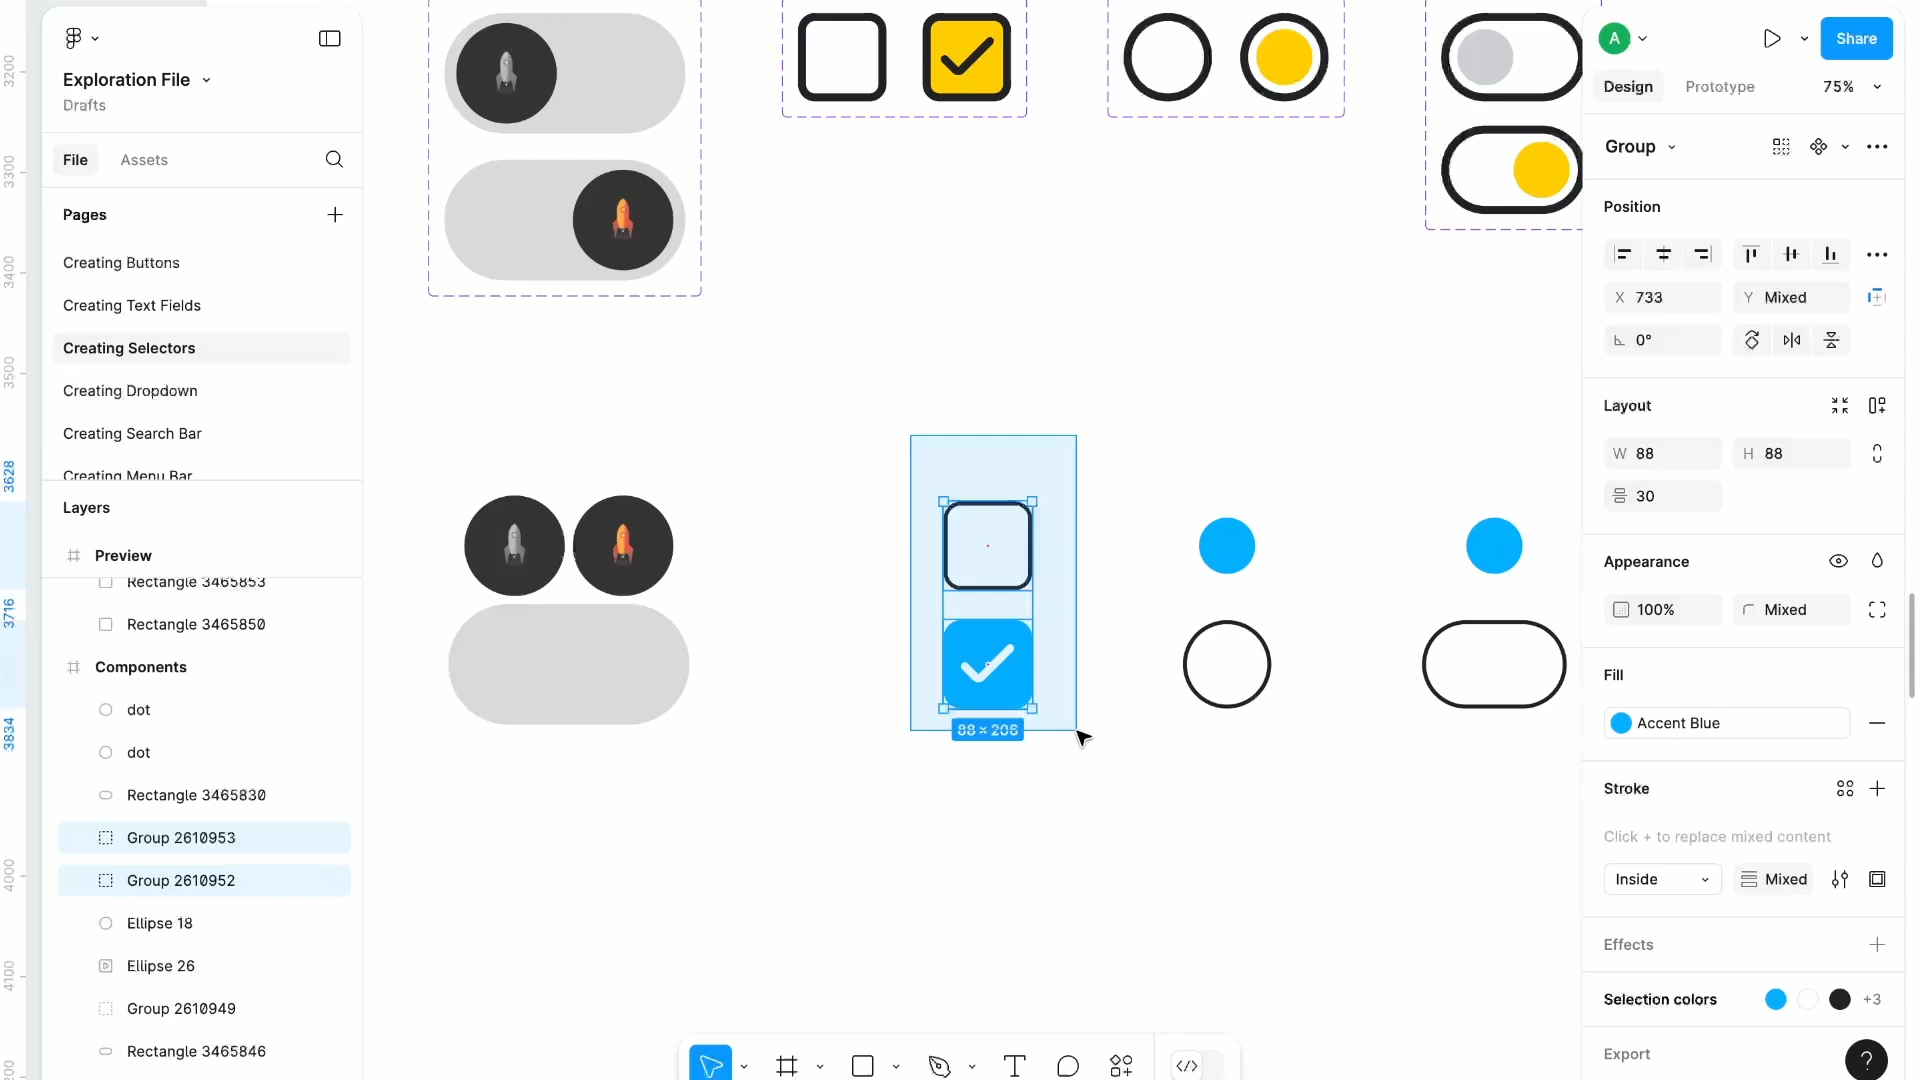 Exploration File
Drafts
File
Assets
Pages
Creating Buttons
Creating Text Fields
Creating Selectors
Creating Dropdown
Creating Search Bar
Creating Menu Bar
Layers
Preview
Rectangle 3465853
Rectangle 3465850
Components
dot
dot
Rectangle 3465830
Group 2610953
Group 2610952
Ellipse 18
Ellipse 26
Group 2610949
Rectangle 3465846
3200
3300
3400
3500
3628
3716
3834
4000
4100
88 × 206
A
Share
Design
Prototype
75%
Group
Position
X 733
Y Mixed
0°
Layout
W 88
H 88
30
Appearance
100%
Mixed
Fill
Accent Blue
Stroke
Click + to replace mixed content
Inside
Mixed
Effects
Selection colors
+3
Export
?